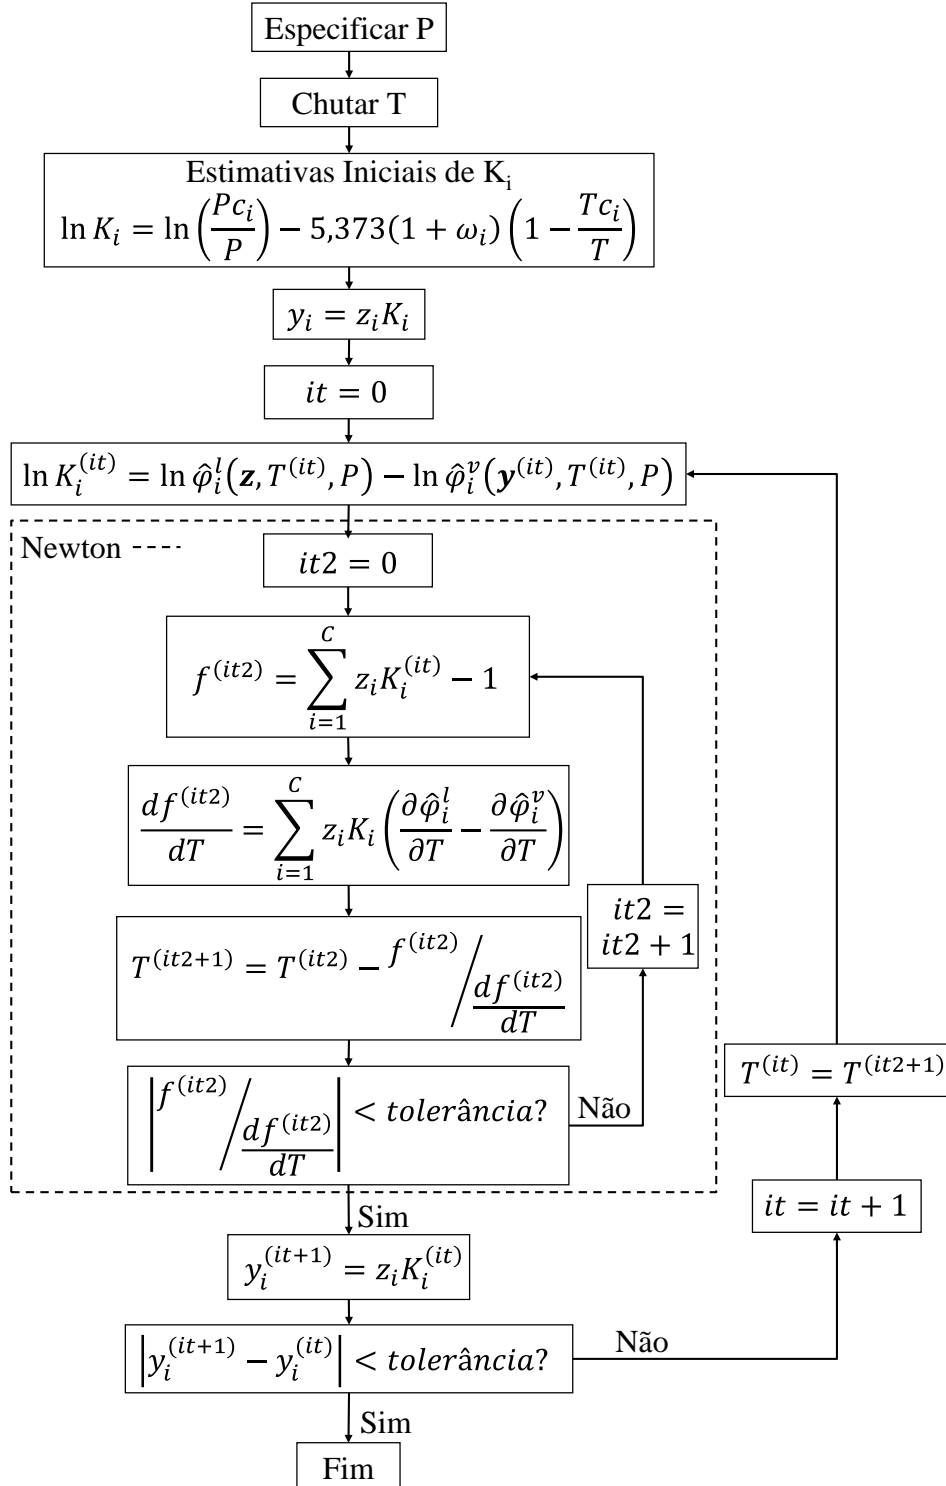 Especificar P
Chutar T
Estimativas Iniciais de K_i
ln K_i = ln (Pc_i / P) − 5,373(1 + ω_i) (1 − Tc_i / T)
y_i = z_i K_i
it = 0
ln K_i^(it) = ln φ̂_i^l (z, T^(it), P) − ln φ̂_i^v (y^(it), T^(it), P)
Newton ----
it2 = 0
f^(it2) = ∑_{i=1}^{C} z_i K_i^(it) − 1
df^(it2) / dT = ∑_{i=1}^{C} z_i K_i (∂φ̂_i^l / ∂T − ∂φ̂_i^v / ∂T)
it2 =
it2 + 1
T^(it2+1) = T^(it2) − f^(it2) / (df^(it2) / dT)
T^(it) = T^(it2+1)
|f^(it2) / (df^(it2) / dT)| < tolerância?
Não
it = it + 1
Sim
y_i^(it+1) = z_i K_i^(it)
|y_i^(it+1) − y_i^(it)| < tolerância?
Não
Sim
Fim